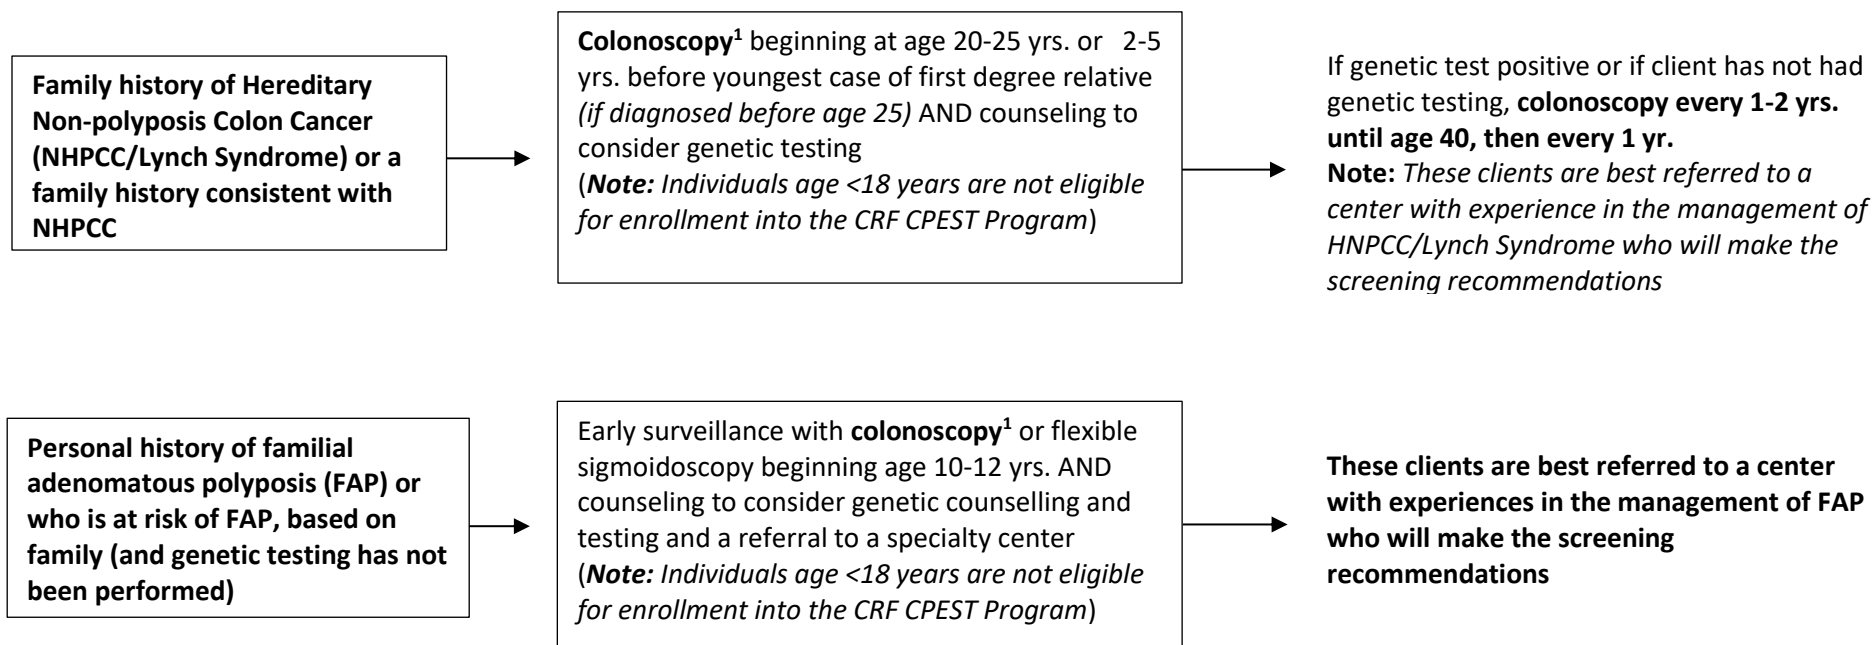 Family history of Hereditary
Non-polyposis Colon Cancer
(NHPCC/Lynch Syndrome) or a
family history consistent with
NHPCC
Colonoscopy1 beginning at age 20-25 yrs. or 2-5
yrs. before youngest case of first degree relative
(if diagnosed before age 25) AND counseling to
consider genetic testing
(Note: Individuals age <18 years are not eligible
for enrollment into the CRF CPEST Program)
If genetic test positive or if client has not had
genetic testing, colonoscopy every 1-2 yrs.
until age 40, then every 1 yr.
Note: These clients are best referred to a
center with experience in the management of
HNPCC/Lynch Syndrome who will make the
screening recommendations
Personal history of familial
adenomatous polyposis (FAP) or
who is at risk of FAP, based on
family (and genetic testing has not
been performed)
Early surveillance with colonoscopy1 or flexible
sigmoidoscopy beginning age 10-12 yrs. AND
counseling to consider genetic counselling and
testing and a referral to a specialty center
(Note: Individuals age <18 years are not eligible
for enrollment into the CRF CPEST Program)
These clients are best referred to a center
with experiences in the management of FAP
who will make the screening
recommendations